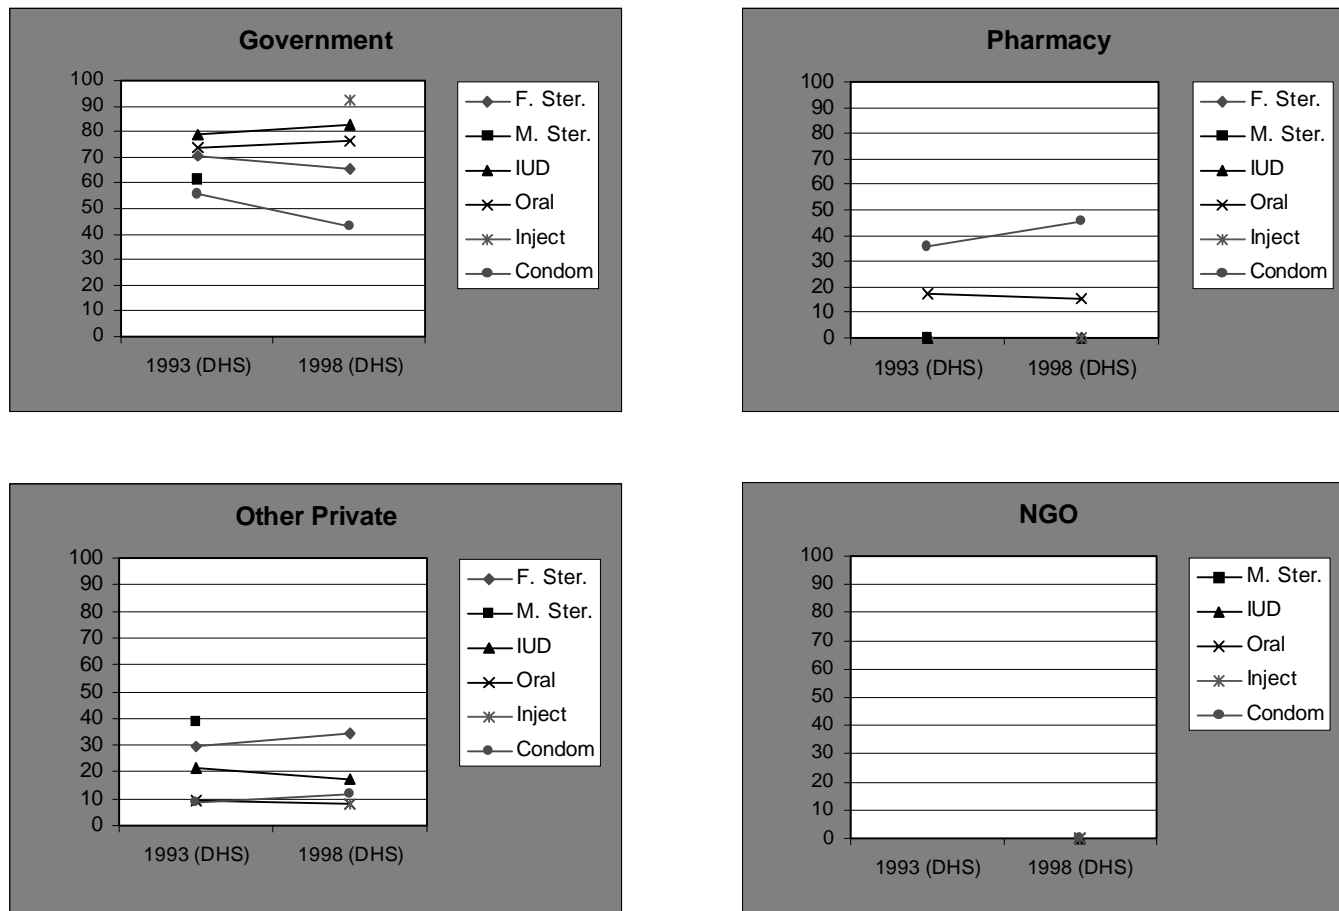 Government
100
90
80
70
60
50
40
30
20
10
0
1993 (DHS) 1998 (DHS)
F. Ster.
M. Ster.
IUD
Oral
Inject
Condom
Pharmacy
100
90
80
70
60
50
40
30
20
10
0
1993 (DHS) 1998 (DHS)
F. Ster.
M. Ster.
IUD
Oral
Inject
Condom
Other Private
100
90
80
70
60
50
40
30
20
10
0
1993 (DHS) 1998 (DHS)
F. Ster.
M. Ster.
IUD
Oral
Inject
Condom
NGO
100
90
80
70
60
50
40
30
20
10
0
1993 (DHS) 1998 (DHS)
M. Ster.
IUD
Oral
Inject
Condom